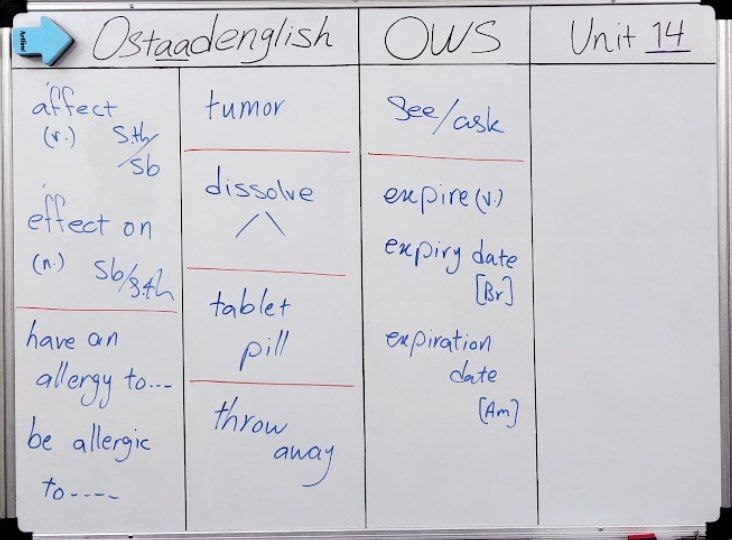 Ostaadenglish
OWS
Unit 14
affect
(v.) S.th/
/Sb
effect on
(n.) Sb/s.th
have an
allergy to---
be allergic
to----
tumor
dissolve
tablet
pill
throw
away
See/ask
expire (v.)
expiry date
[Br]
expiration
date
[Am]